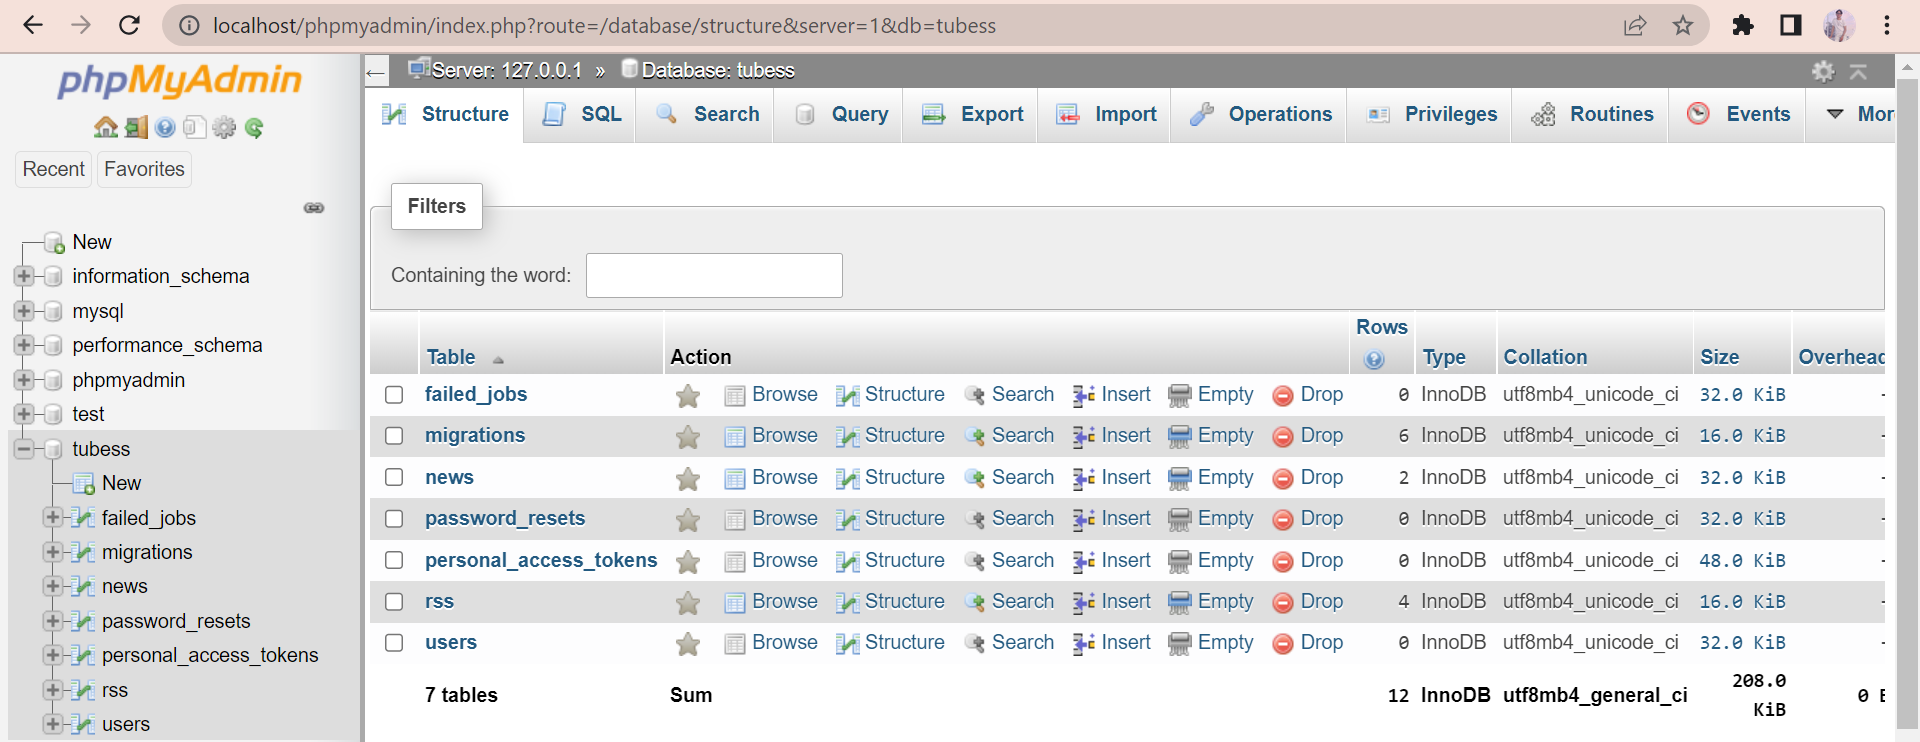 localhost/phpmyadmin/index.php?route=/database/structure&server=1&db=tubess
phpMyAdmin
Recent Favorites
New
information_schema
mysql
performance_schema
phpmyadmin
test
tubess
New
failed_jobs
migrations
news
password_resets
personal_access_tokens
rss
users
Server: 127.0.0.1 » Database: tubess
Structure SQL Search Query Export Import Operations Privileges Routines Events Mor
Filters
Containing the word:
Table Action Rows Type Collation Size Overhead
failed_jobs Browse Structure Search Insert Empty Drop 0 InnoDB utf8mb4_unicode_ci 32.0 KiB -
migrations Browse Structure Search Insert Empty Drop 6 InnoDB utf8mb4_unicode_ci 16.0 KiB -
news Browse Structure Search Insert Empty Drop 2 InnoDB utf8mb4_unicode_ci 32.0 KiB -
password_resets Browse Structure Search Insert Empty Drop 0 InnoDB utf8mb4_unicode_ci 32.0 KiB -
personal_access_tokens Browse Structure Search Insert Empty Drop 0 InnoDB utf8mb4_unicode_ci 48.0 KiB -
rss Browse Structure Search Insert Empty Drop 4 InnoDB utf8mb4_unicode_ci 16.0 KiB -
users Browse Structure Search Insert Empty Drop 0 InnoDB utf8mb4_unicode_ci 32.0 KiB -
7 tables Sum 12 InnoDB utf8mb4_general_ci 208.0 KiB 0 B